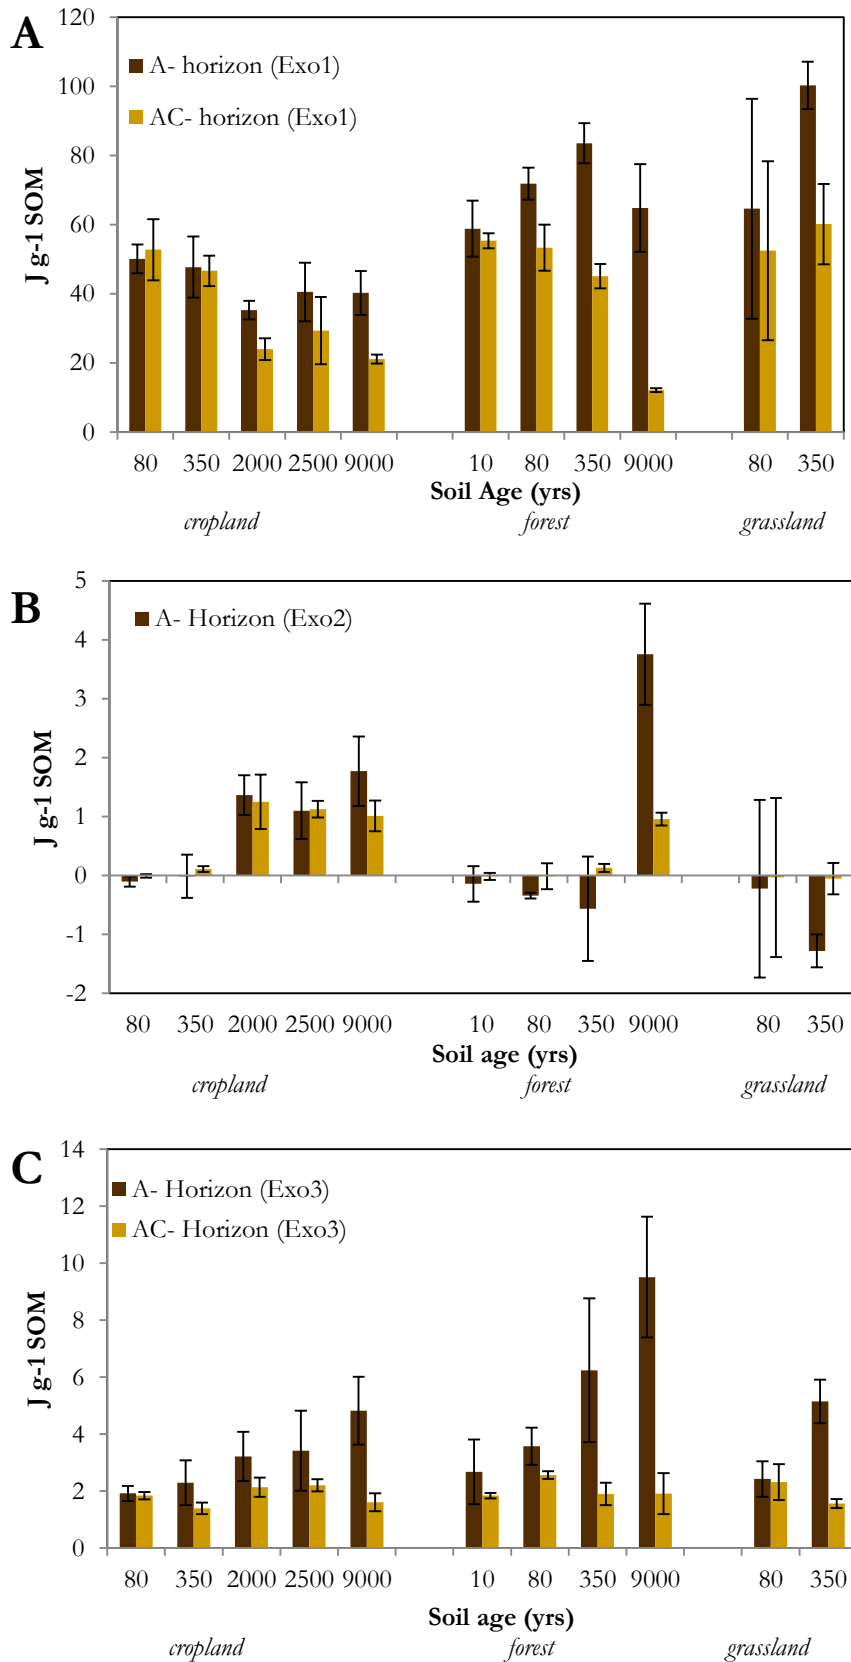 A
120
100
80
60
40
20
0
J g-1 SOM
A- horizon (Exo1)
AC- horizon (Exo1)
80 350 2000 2500 9000 10 80 350 9000 80 350
Soil Age (yrs)
cropland forest grassland
B
5
4
3
2
1
0
-1
-2
J g-1 SOM
A- Horizon (Exo2)
80 350 2000 2500 9000 10 80 350 9000 80 350
Soil age (yrs)
cropland forest grassland
C
14
12
10
8
6
4
2
0
J g-1 SOM
A- Horizon (Exo3)
AC- Horizon (Exo3)
80 350 2000 2500 9000 10 80 350 9000 80 350
Soil age (yrs)
cropland forest grassland